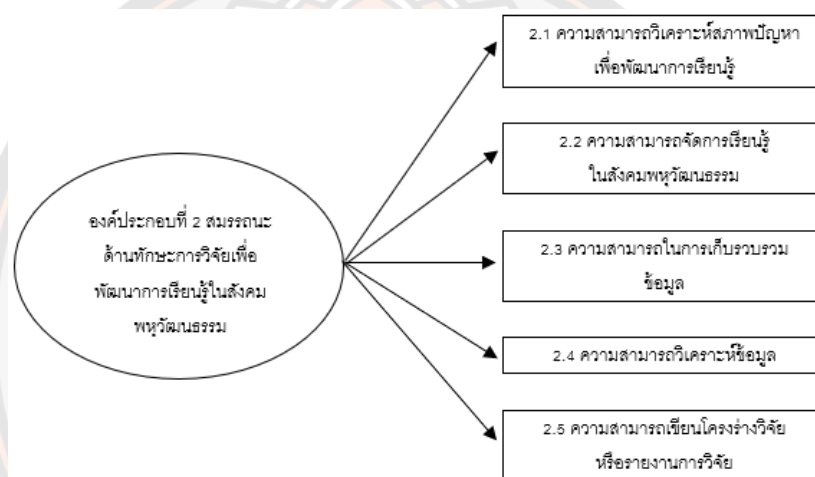 2.1 ความสามารถวิเคราะห์สภาพปัญหา
เพื่อพัฒนาการเรียนรู้
2.2 ความสามารถจัดการเรียนรู้
ในสังคมพหุวัฒนธรรม
องค์ประกอบที่ 2 สมรรถนะ
ด้านทักษะการวิจัยเพื่อ
พัฒนาการเรียนรู้ในสังคม
พหุวัฒนธรรม
2.3 ความสามารถในการเก็บรวบรวม
ข้อมูล
2.4 ความสามารถวิเคราะห์ข้อมูล
2.5 ความสามารถเขียนโครงร่างวิจัย
หรือรายงานการวิจัย